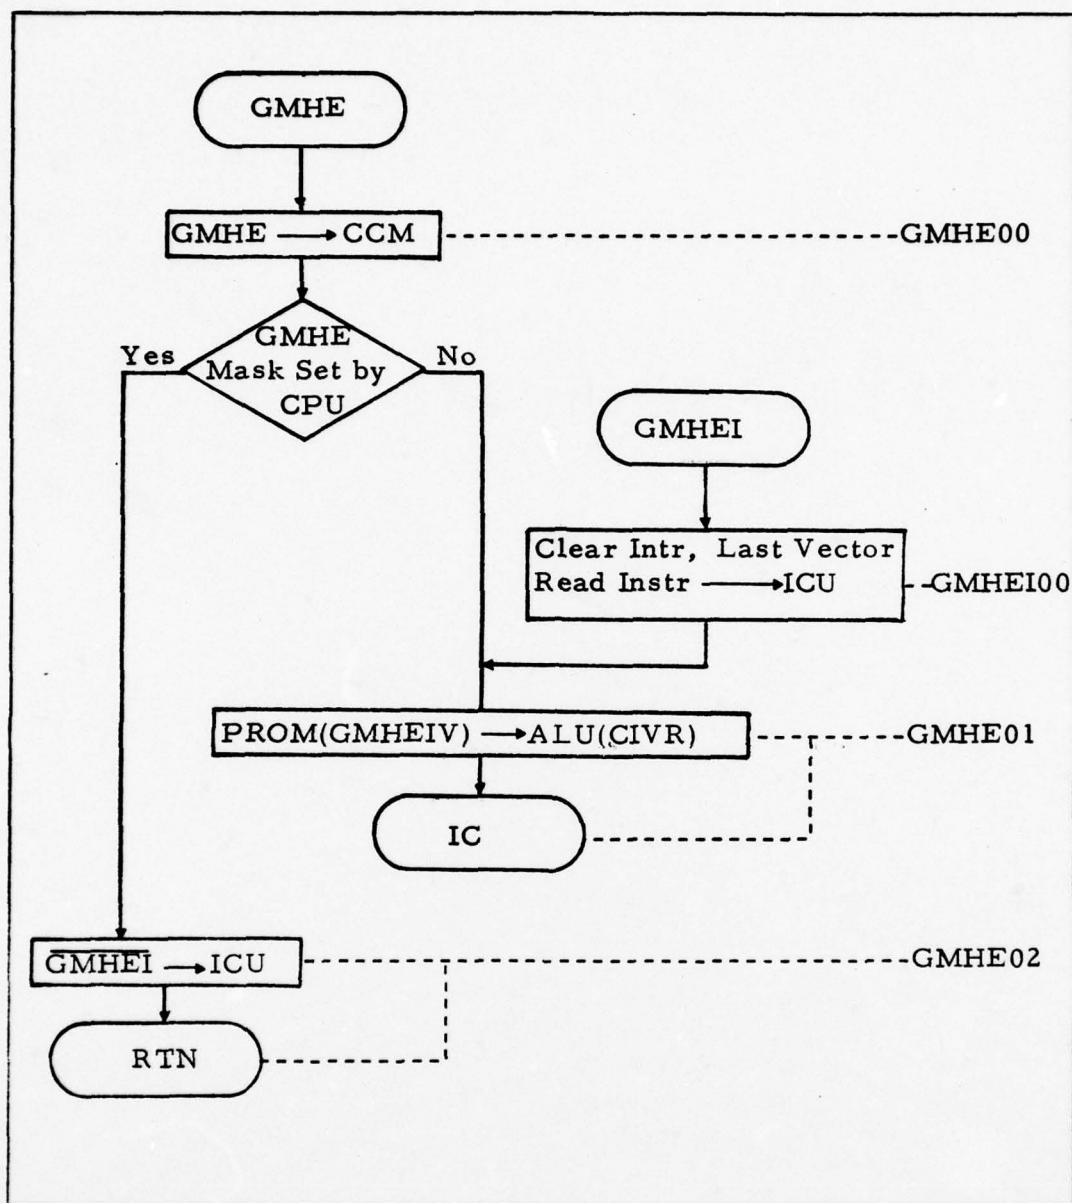 GMHE
GMHE → CCM
GMHE00
GMHE
Mask Set by
CPU
Yes
No
GMHEI
Clear Intr, Last Vector
Read Instr → ICU
GMHEI00
PROM(GMHEIV) → ALU(CIVR)
GMHE01
IC
G̅M̅H̅E̅I̅ → ICU
GMHE02
RTN